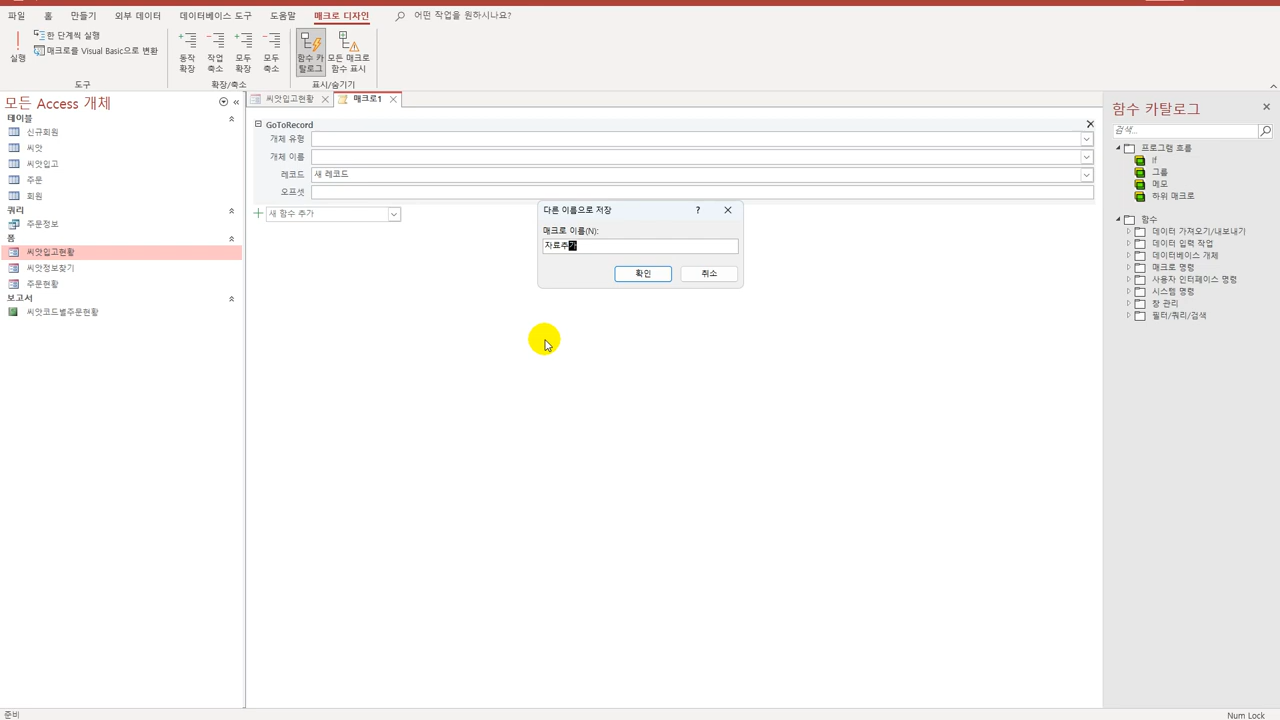 파일 홈 만들기 외부 데이터 데이터베이스 도구 도움말 매크로 디자인 어떤 작업을 원하시나요?
실행
한 단계씩 실행
매크로를 Visual Basic으로 변환
도구
동작 확장
작업 축소
모두 확장
모두 축소
확장/축소
함수 카탈로그
모든 매크로 함수 표시
표시/숨기기
모든 Access 개체
테이블
신규회원
씨앗
씨앗입고
주문
회원
쿼리
주문정보
폼
씨앗입고현황
씨앗정보찾기
주문현황
보고서
씨앗코드별주문현황
씨앗입고현황 매크로1
GoToRecord
개체 유형
개체 이름
레코드 새 레코드
오프셋
새 함수 추가
다른 이름으로 저장 ?
매크로 이름(N):
자료추가
확인 취소
함수 카탈로그
검색...
프로그램 흐름
If
그룹
메모
하위 매크로
함수
데이터 가져오기/내보내기
데이터 입력 작업
데이터베이스 개체
매크로 명령
사용자 인터페이스 명령
시스템 명령
창 관리
필터/쿼리/검색
준비 Num Lock